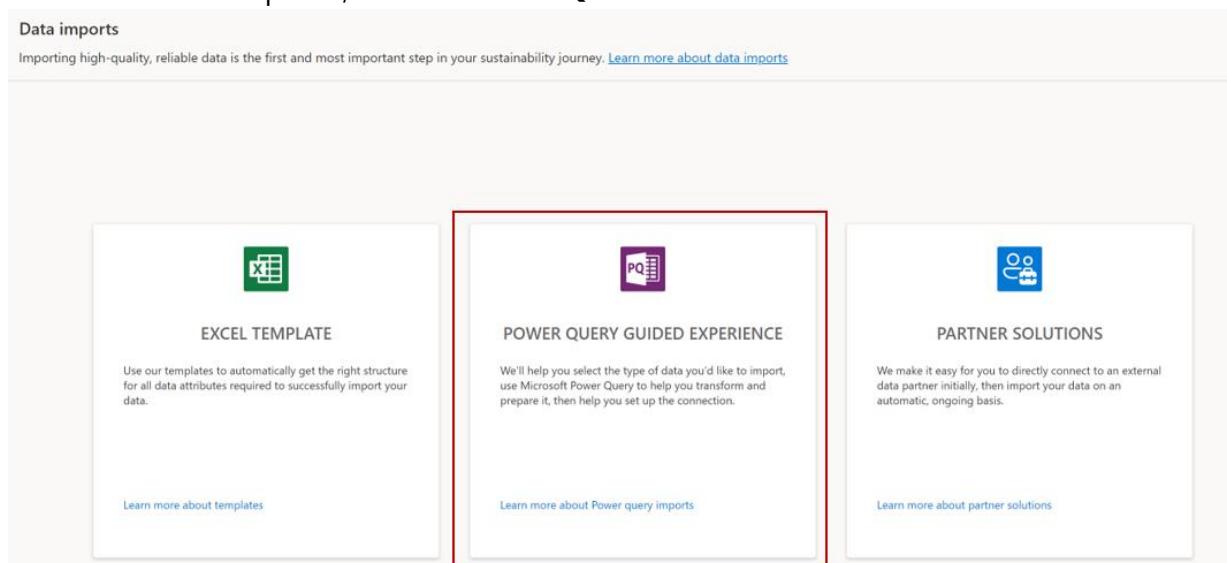 Data imports
Importing high-quality, reliable data is the first and most important step in your sustainability journey. Learn more about data imports
X
EXCEL TEMPLATE
Use our templates to automatically get the right structure
for all data attributes required to successfully import your
data.
Learn more about templates
PQ
POWER QUERY GUIDED EXPERIENCE
We'll help you select the type of data you'd like to import,
use Microsoft Power Query to help you transform and
prepare it, then help you set up the connection.
Learn more about Power query imports
PARTNER SOLUTIONS
We make it easy for you to directly connect to an external
data partner initially, then import your data on an
automatic, ongoing basis.
Learn more about partner solutions